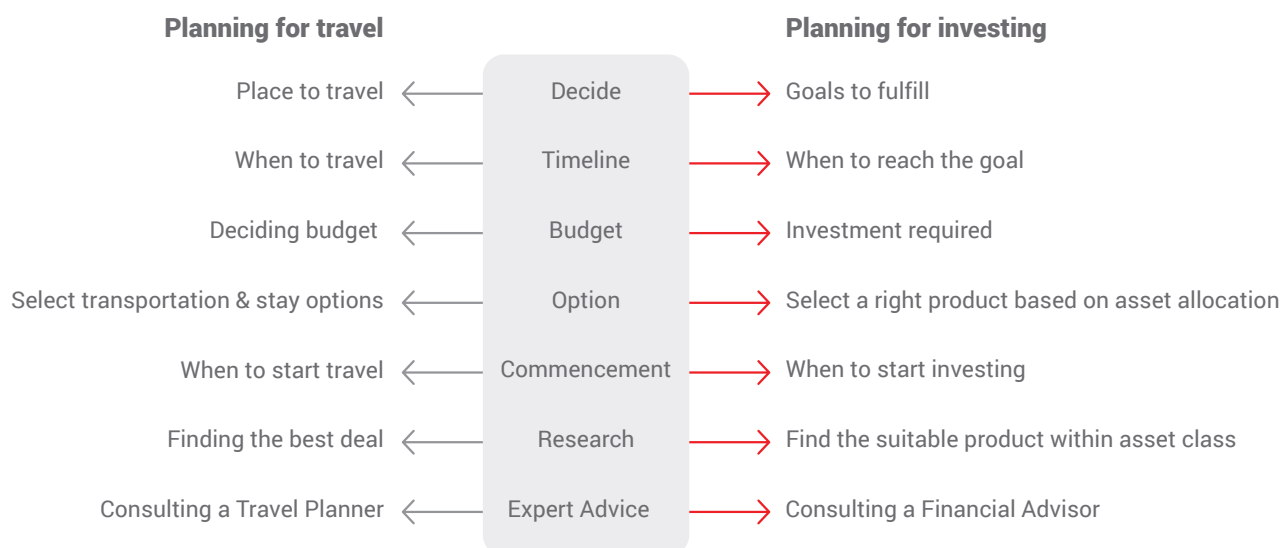 Planning for travel Planning for investing
Place to travel Decide Goals to fulfill
When to travel Timeline When to reach the goal
Deciding budget Budget Investment required
Select transportation & stay options Option Select a right product based on asset allocation
When to start travel Commencement When to start investing
Finding the best deal Research Find the suitable product within asset class
Consulting a Travel Planner Expert Advice Consulting a Financial Advisor